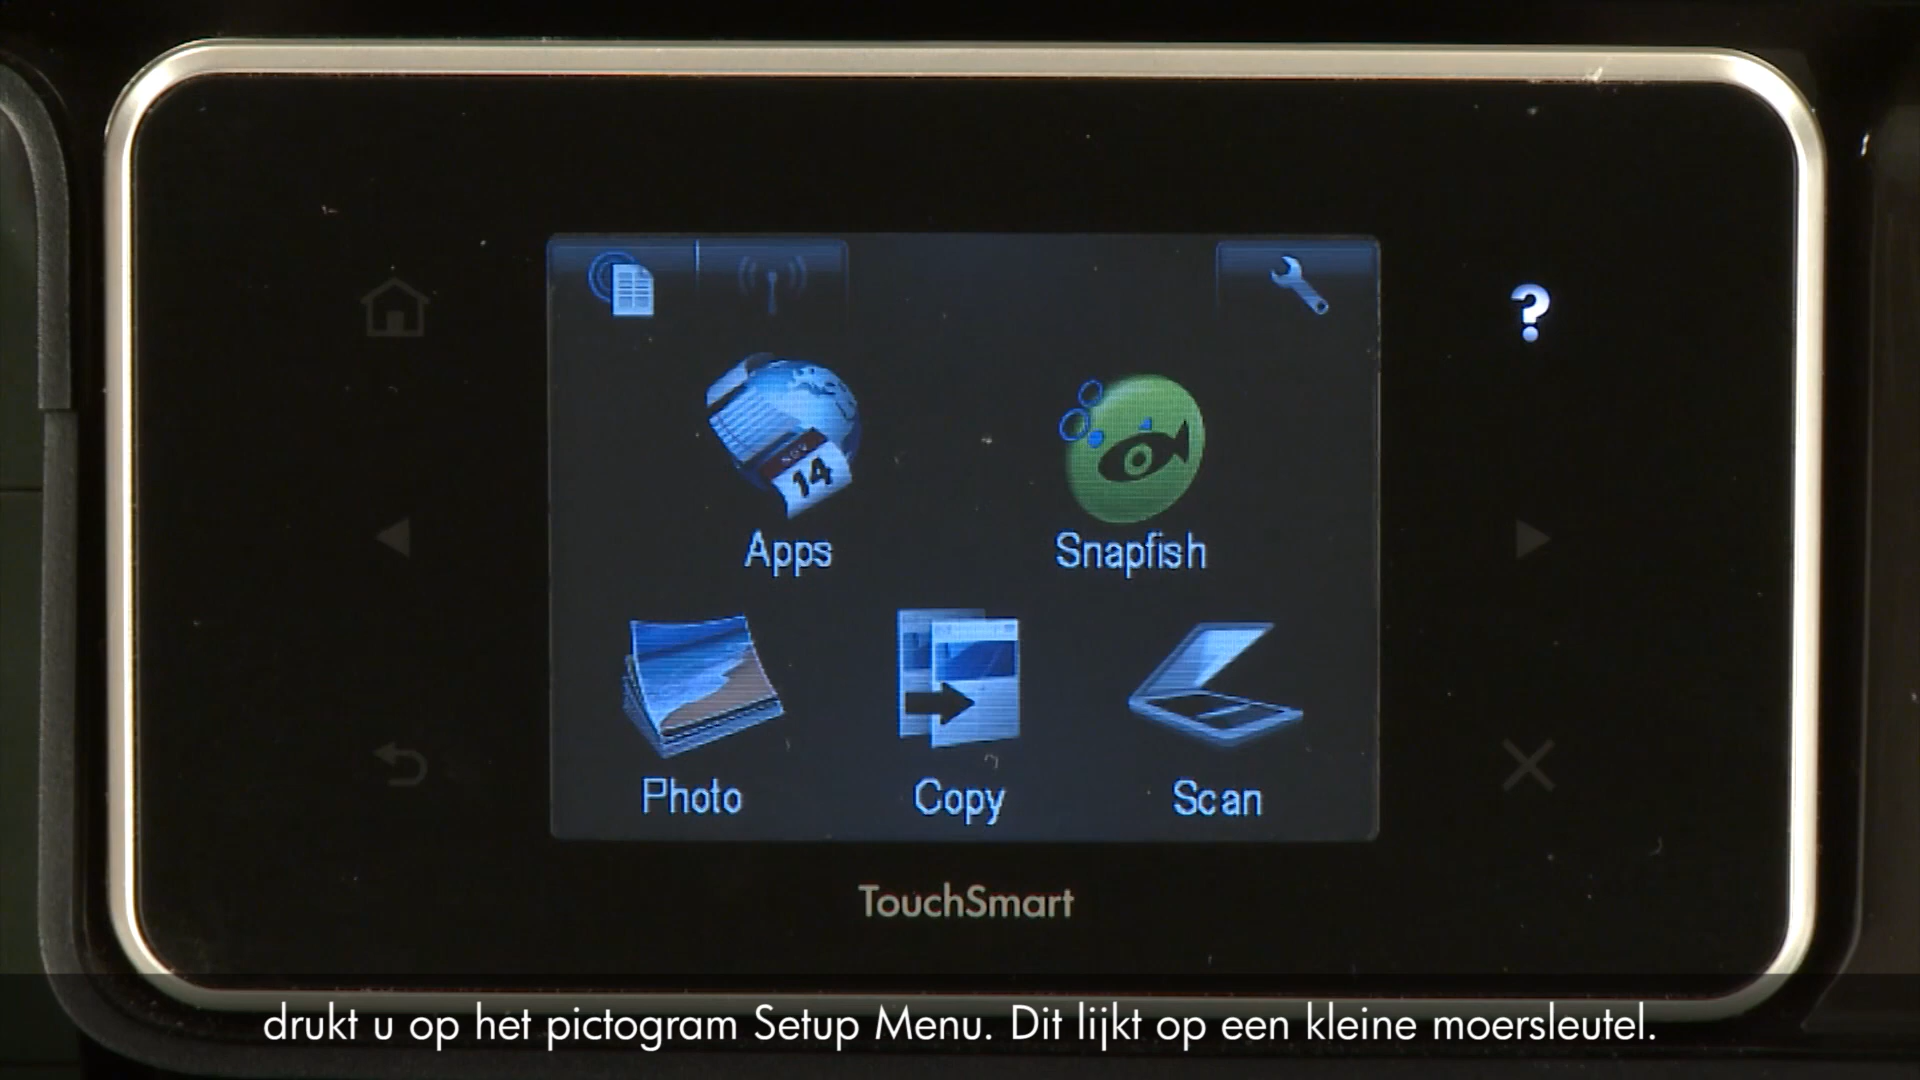 NOV
14
Apps
Snapfish
Photo
Copy
Scan
TouchSmart
drukt u op het pictogram Setup Menu. Dit lijkt op een kleine moersleutel.